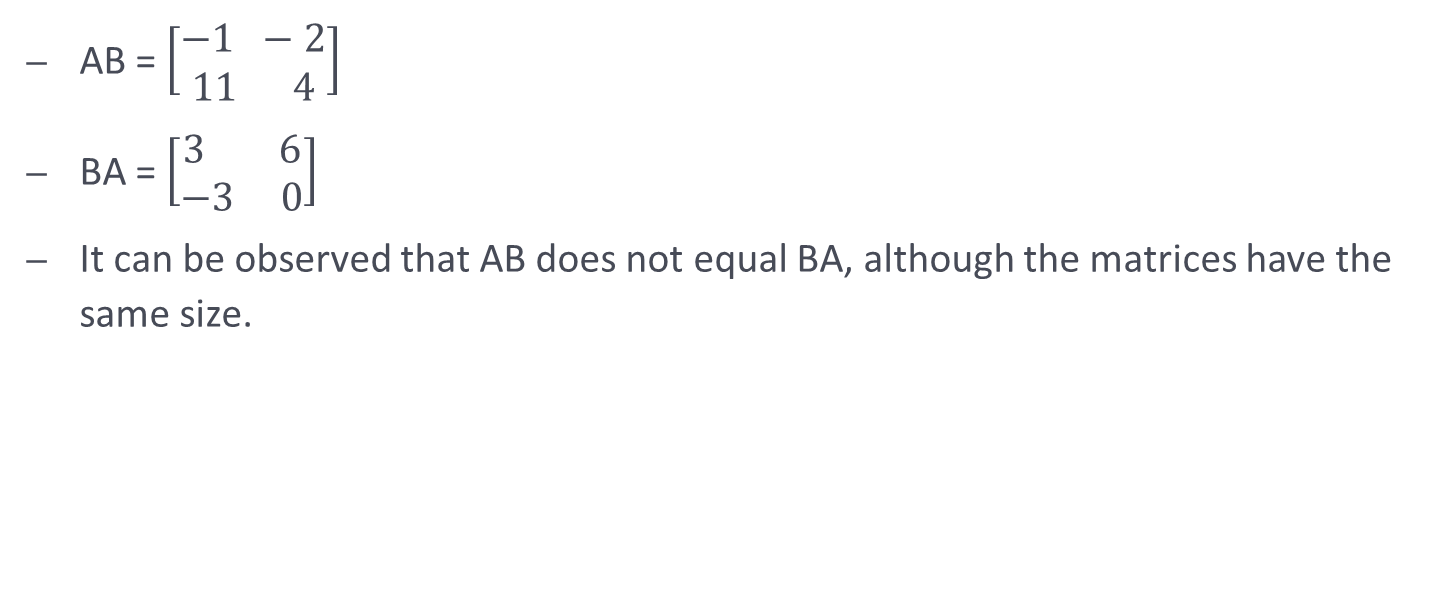 – AB = [−1 − 2
11 4]
– BA = [3 6
−3 0]
– It can be observed that AB does not equal BA, although the matrices have the
same size.